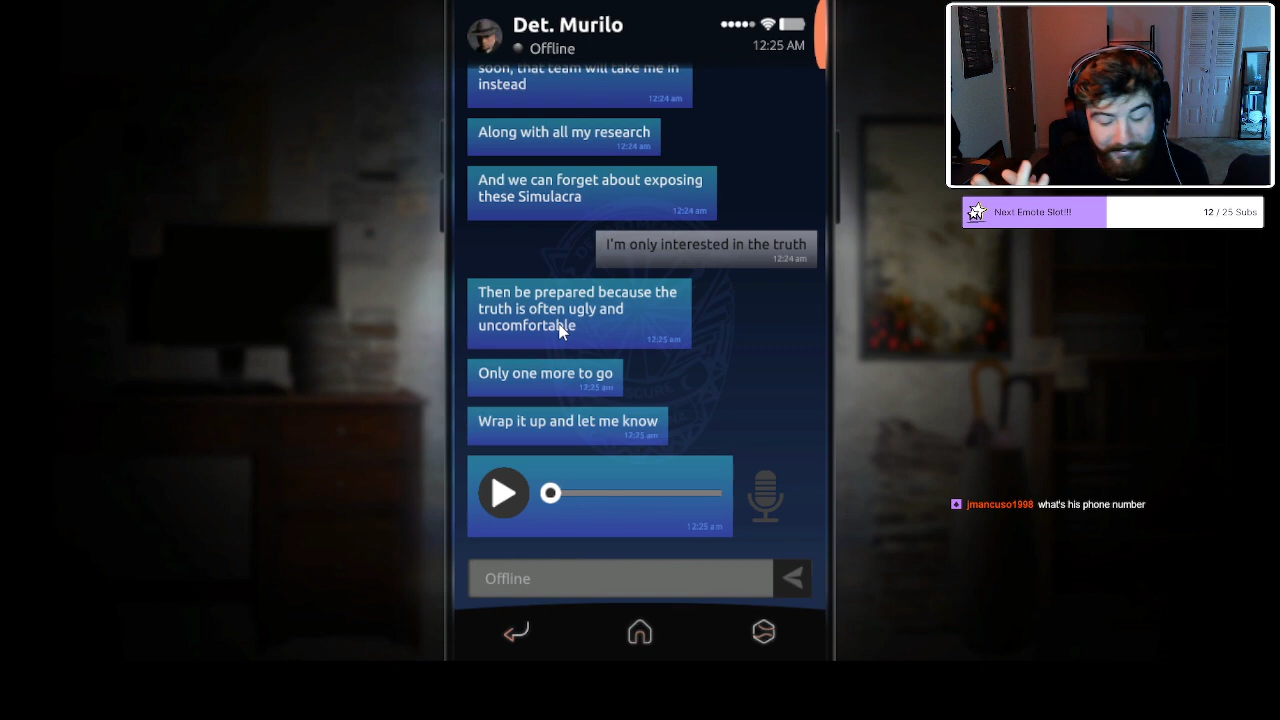 Det. Murilo
Offline
12:25 AM
soon, that team will take me in
instead
12:24 am
Along with all my research
12:24 am
And we can forget about exposing
these Simulacra
12:24 am
I'm only interested in the truth
12:24 am
Then be prepared because the
truth is often ugly and
uncomfortable
12:25 am
Only one more to go
12:25 am
Wrap it up and let me know
12:25 am
12:25 am
Offline
Next Emote Slot!!!
12 / 25 Subs
jmancuso1998 what's his phone number